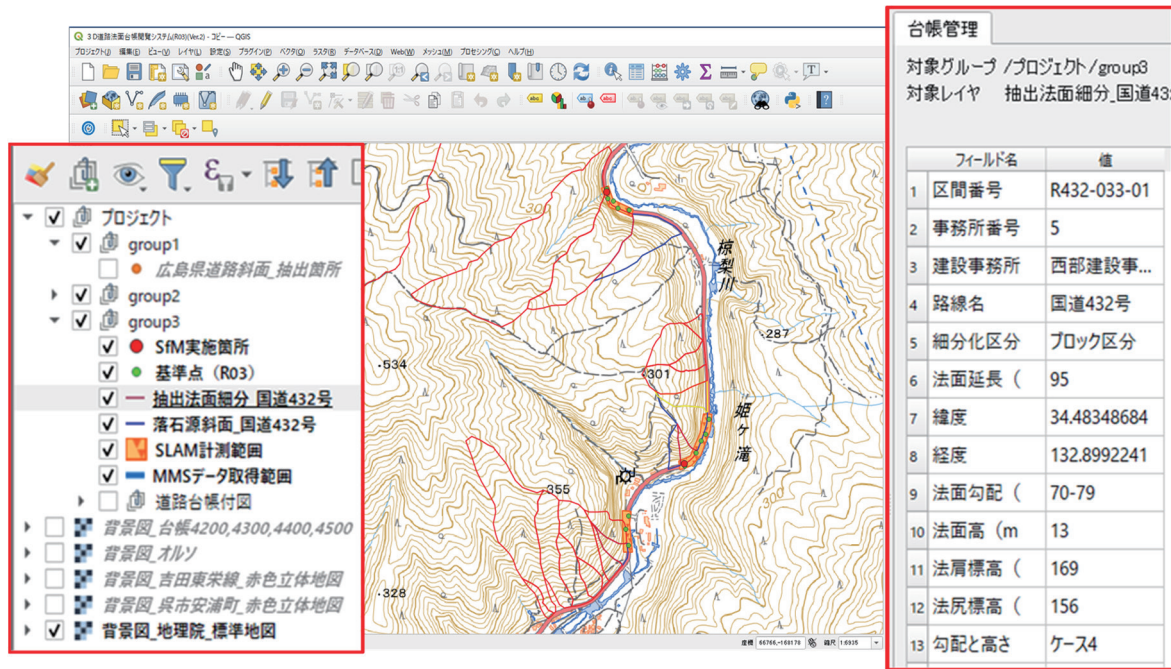 3D道路法面台帳閲覧システム(R03)(Ver.2) - コピー — QGIS
プロジェクト(J) 編集(E) ビュー(V) レイヤ(L) 設定(S) プラグイン(P) ベクタ(O) ラスタ(R) データベース(D) Web(W) メッシュ(M) プロセシング(C) ヘルプ(H)
プロジェクト
group1
広島県道路斜面_抽出箇所
group2
group3
SfM実施箇所
基準点（R03）
抽出法面細分_国道432号
落石源斜面_国道432号
SLAM計測範囲
MMSデータ取得範囲
道路台帳付図
背景図_台帳4200,4300,4400,4500
背景図_オルソ
背景図_吉田東栄線_赤色立体地図
背景図_呉市安浦町_赤色立体地図
背景図_地理院_標準地図
300
椋梨川
287
534
301
姫ヶ滝
355
300
328
座標 66766,-168178 縮尺 1:6835
台帳管理
対象グループ /プロジェクト/group3
対象レイヤ 抽出法面細分_国道432
フィールド名 値
1 区間番号 R432-033-01
2 事務所番号 5
3 建設事務所 西部建設事...
4 路線名 国道432号
5 細分化区分 ブロック区分
6 法面延長（ 95
7 緯度 34.48348684
8 経度 132.8992241
9 法面勾配（ 70-79
10 法面高（m 13
11 法肩標高（ 169
12 法尻標高（ 156
13 勾配と高さ ケース4